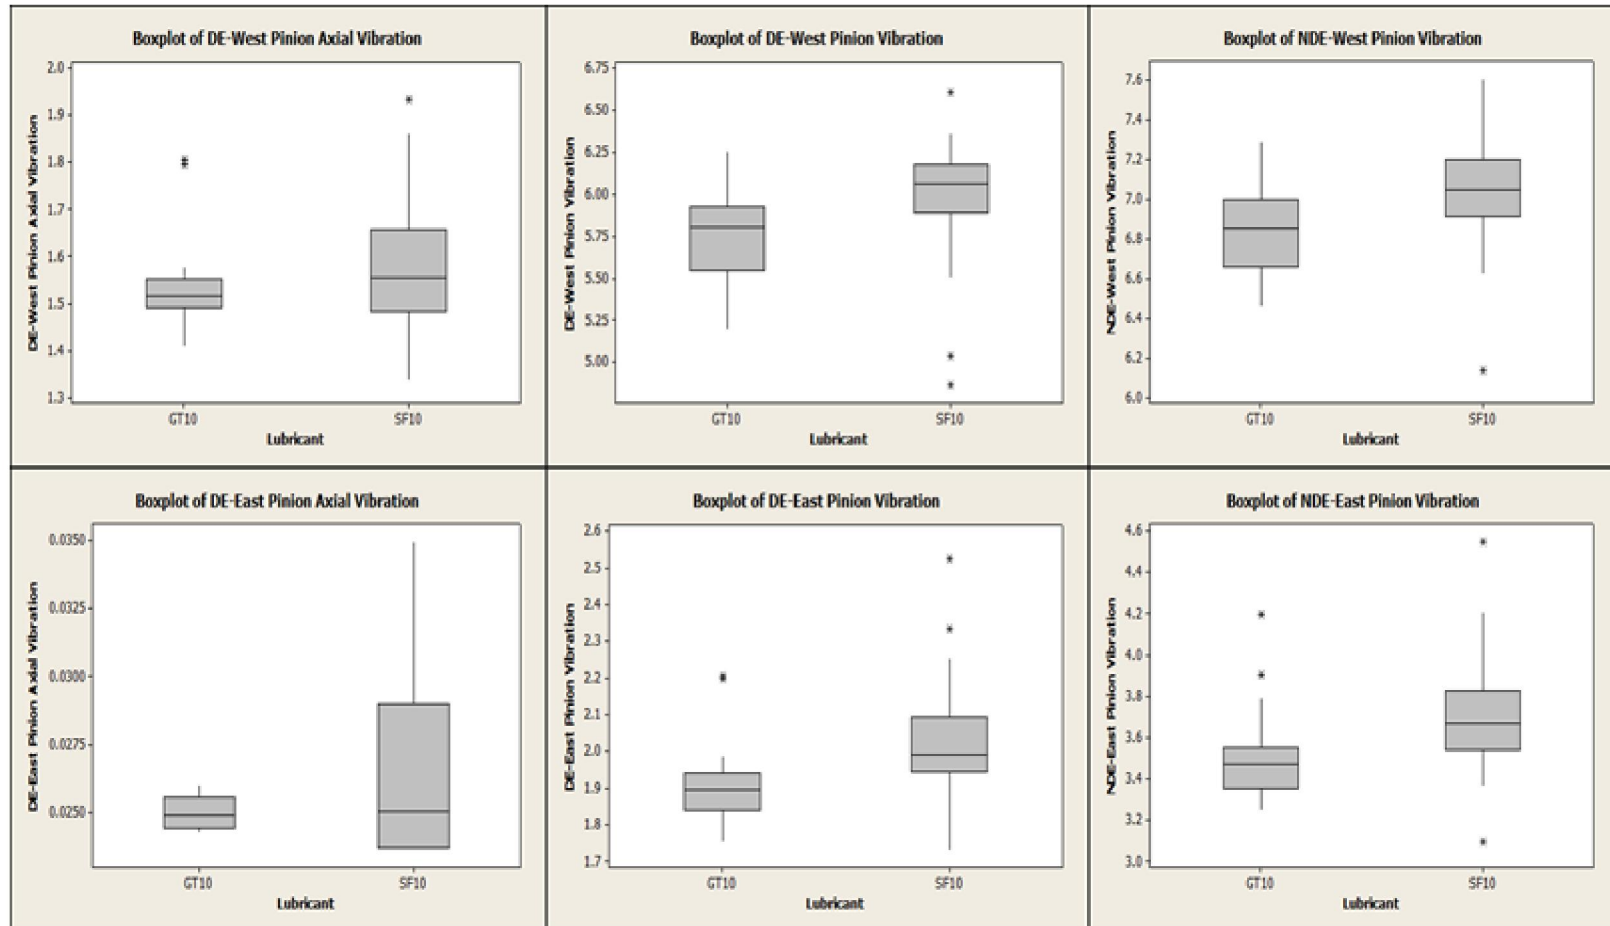 Boxplot of DE-West Pinion Axial Vibration
DE-West Pinion Axial Vibration
2.0
1.9
1.8
1.7
1.6
1.5
1.4
1.3
GT10 SF10
Lubricant
Boxplot of DE-West Pinion Vibration
DE-West Pinion Vibration
6.75
6.50
6.25
6.00
5.75
5.50
5.25
5.00
GT10 SF10
Lubricant
Boxplot of NDE-West Pinion Vibration
NDE-West Pinion Vibration
7.6
7.4
7.2
7.0
6.8
6.6
6.4
6.2
6.0
GT10 SF10
Lubricant
Boxplot of DE-East Pinion Axial Vibration
DE-East Pinion Axial Vibration
0.0350
0.0325
0.0300
0.0275
0.0250
GT10 SF10
Lubricant
Boxplot of DE-East Pinion Vibration
DE-East Pinion Vibration
2.6
2.5
2.4
2.3
2.2
2.1
2.0
1.9
1.8
1.7
GT10 SF10
Lubricant
Boxplot of NDE-East Pinion Vibration
NDE-East Pinion Vibration
4.6
4.4
4.2
4.0
3.8
3.6
3.4
3.2
3.0
GT10 SF10
Lubricant